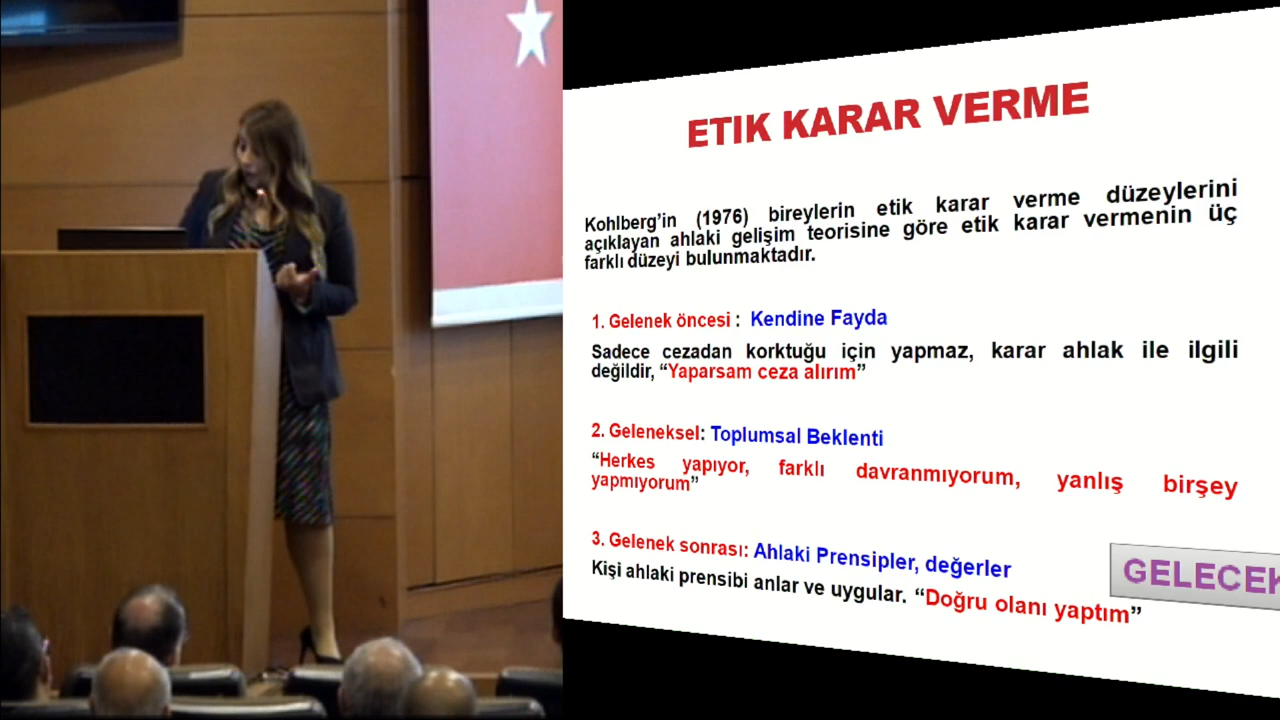 ETIK KARAR VERME
Kohlberg'in (1976) bireylerin etik karar verme düzeylerini
açıklayan ahlaki gelişim teorisine göre etik karar vermenin üç
farklı düzeyi bulunmaktadır.
1. Gelenek öncesi : Kendine Fayda
Sadece cezadan korktuğu için yapmaz, karar ahlak ile ilgili
değildir, “Yaparsam ceza alırım”
2. Geleneksel: Toplumsal Beklenti
“Herkes yapıyor, farklı davranmıyorum, yanlış birşey
yapmıyorum”
3. Gelenek sonrası: Ahlaki Prensipler, değerler
Kişi ahlaki prensibi anlar ve uygular. “Doğru olanı yaptım”
GELECEK